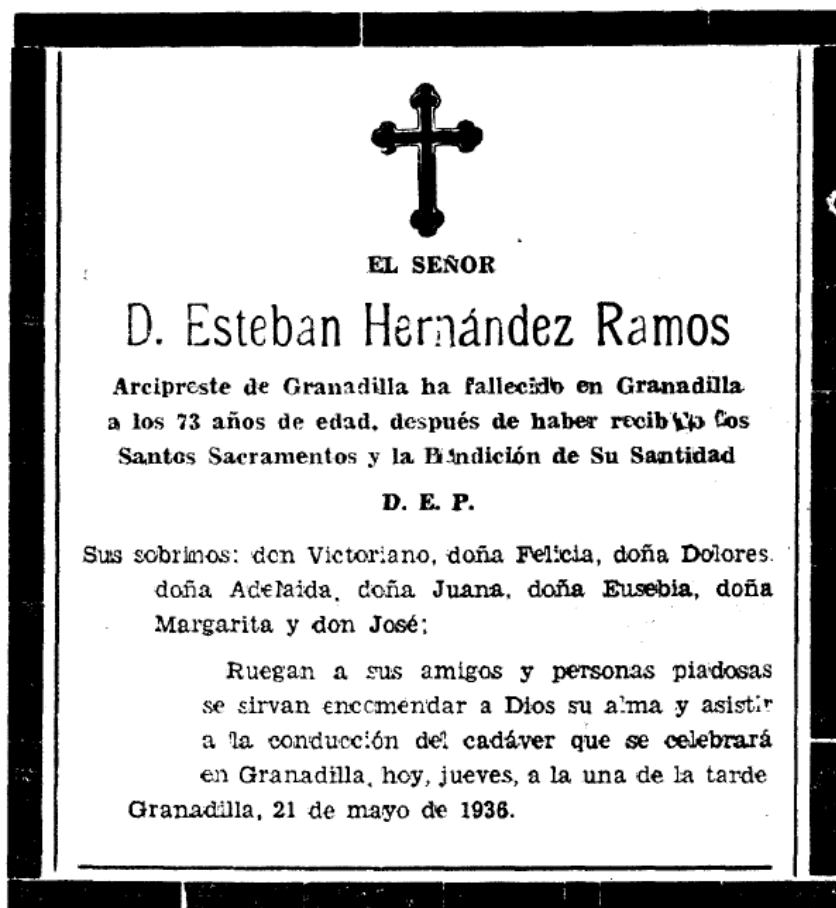 EL SEÑOR
D. Esteban Hernández Ramos
Arcipreste de Granadilla ha fallecido en Granadilla
a los 73 años de edad, después de haber recibido los
Santos Sacramentos y la Bendición de Su Santidad
D. E. P.
Sus sobrinos: don Victoriano, doña Felicia, doña Dolores.
doña Adelaida, doña Juana, doña Eusebia, doña
Margarita y don José;
Ruegan a sus amigos y personas piadosas
se sirvan encomendar a Dios su alma y asistir
a la conducción del cadáver que se celebrará
en Granadilla, hoy, jueves, a la una de la tarde
Granadilla, 21 de mayo de 1936.